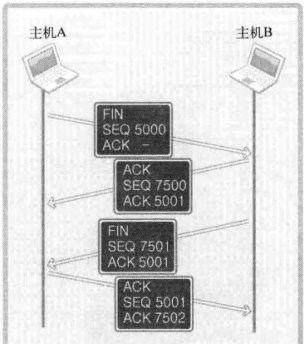 主机A
主机B
FIN
SEQ 5000
ACK -
ACK
SEQ 7500
ACK 5001
FIN
SEQ 7501
ACK 5001
ACK
SEQ 5001
ACK 7502